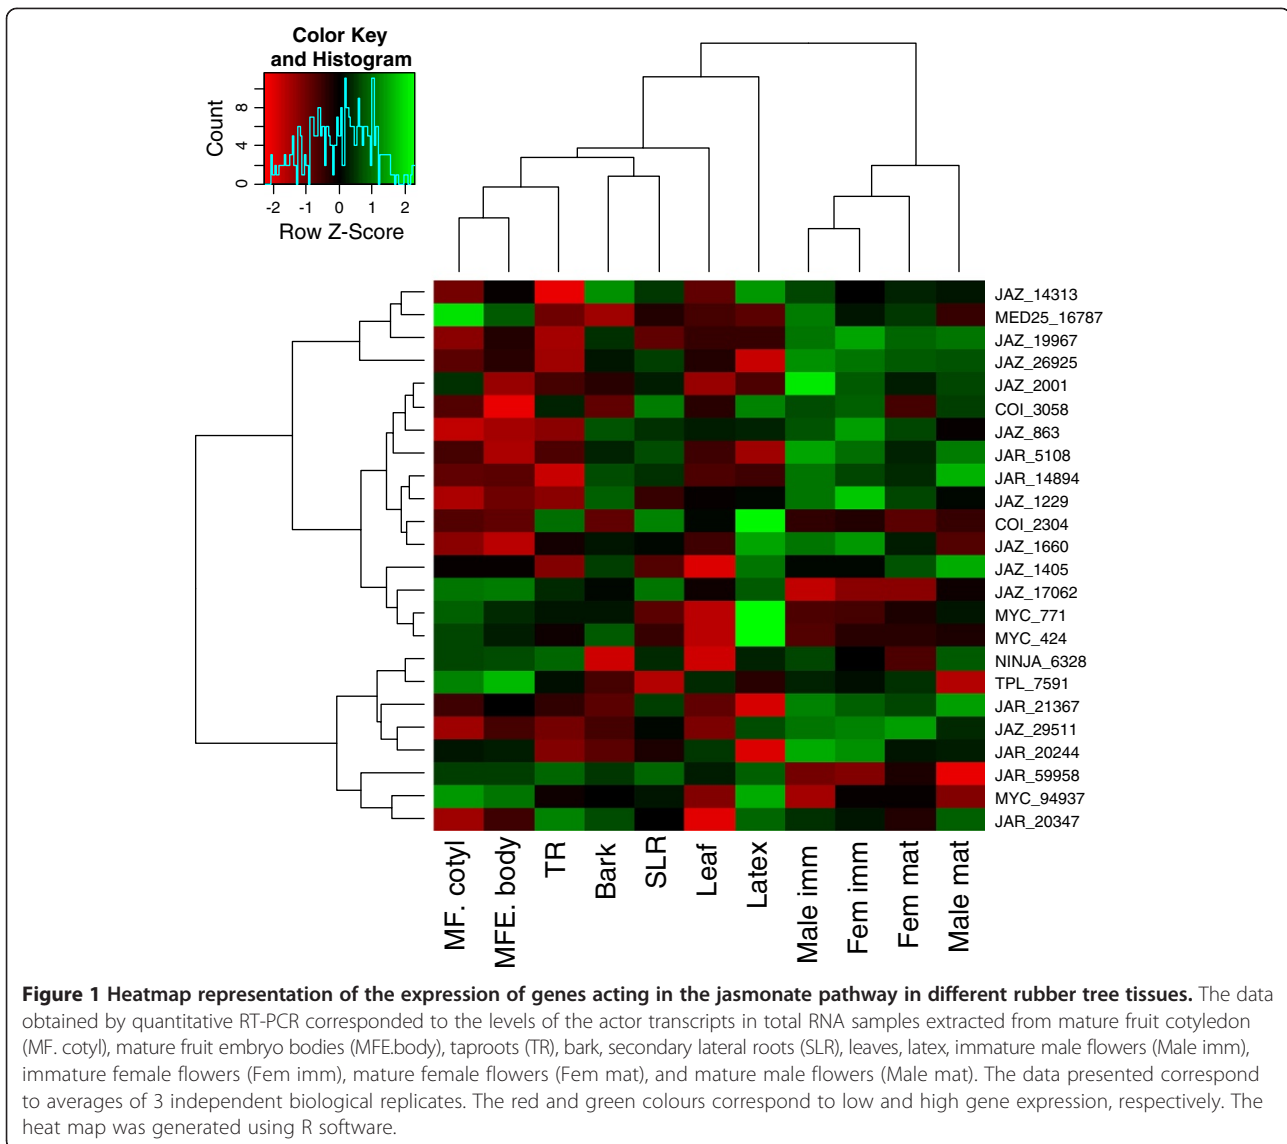 Color Key
and Histogram
Count
0 4 8
-2 -1 0 1 2
Row Z-Score
JAZ_14313
MED25_16787
JAZ_19967
JAZ_26925
JAZ_2001
COI_3058
JAZ_863
JAR_5108
JAR_14894
JAZ_1229
COI_2304
JAZ_1660
JAZ_1405
JAZ_17062
MYC_771
MYC_424
NINJA_6328
TPL_7591
JAR_21367
JAZ_29511
JAR_20244
JAR_59958
MYC_94937
JAR_20347
MF. cotyl
MFE. body
TR
Bark
SLR
Leaf
Latex
Male imm
Fem imm
Fem mat
Male mat
Figure 1 Heatmap representation of the expression of genes acting in the jasmonate pathway in different rubber tree tissues. The data
obtained by quantitative RT-PCR corresponded to the levels of the actor transcripts in total RNA samples extracted from mature fruit cotyledon
(MF. cotyl), mature fruit embryo bodies (MFE.body), taproots (TR), bark, secondary lateral roots (SLR), leaves, latex, immature male flowers (Male imm),
immature female flowers (Fem imm), mature female flowers (Fem mat), and mature male flowers (Male mat). The data presented correspond
to averages of 3 independent biological replicates. The red and green colours correspond to low and high gene expression, respectively. The
heat map was generated using R software.